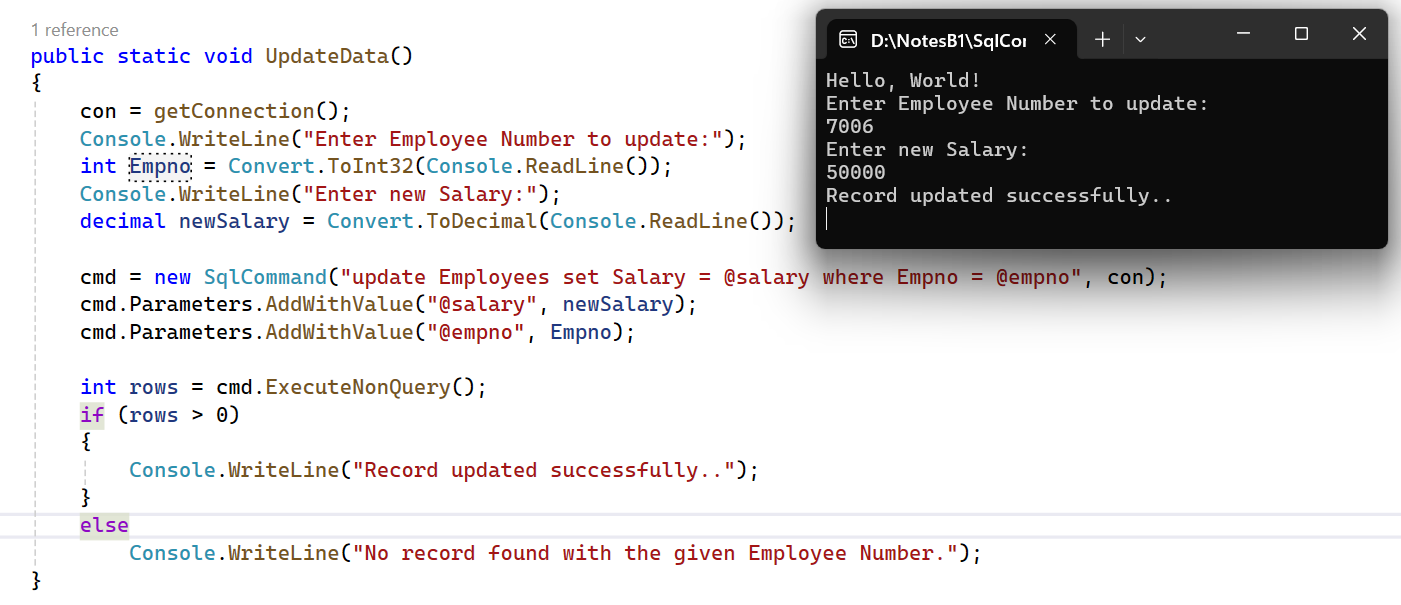 1 reference
public static void UpdateData()
{
con = getConnection();
Console.WriteLine("Enter Employee Number to update:");
int Empno = Convert.ToInt32(Console.ReadLine());
Console.WriteLine("Enter new Salary:");
decimal newSalary = Convert.ToDecimal(Console.ReadLine());
cmd = new SqlCommand("update Employees set Salary = @salary where Empno = @empno", con);
cmd.Parameters.AddWithValue("@salary", newSalary);
cmd.Parameters.AddWithValue("@empno", Empno);
int rows = cmd.ExecuteNonQuery();
if (rows > 0)
{
Console.WriteLine("Record updated successfully..");
}
else
Console.WriteLine("No record found with the given Employee Number.");
}
D:\NotesB1\SqlCor
Hello, World!
Enter Employee Number to update:
7006
Enter new Salary:
50000
Record updated successfully..